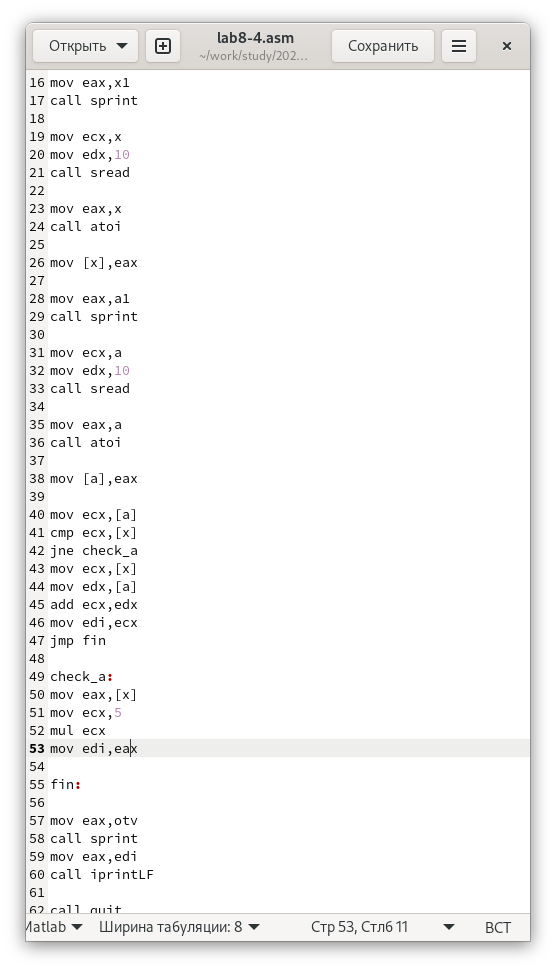 Открыть
lab8-4.asm
~/work/study/202…
Сохранить
16 mov eax,x1
17 call sprint
18
19 mov ecx,x
20 mov edx,10
21 call sread
22
23 mov eax,x
24 call atoi
25
26 mov [x],eax
27
28 mov eax,a1
29 call sprint
30
31 mov ecx,a
32 mov edx,10
33 call sread
34
35 mov eax,a
36 call atoi
37
38 mov [a],eax
39
40 mov ecx,[a]
41 cmp ecx,[x]
42 jne check_a
43 mov ecx,[x]
44 mov edx,[a]
45 add ecx,edx
46 mov edi,ecx
47 jmp fin
48
49 check_a:
50 mov eax,[x]
51 mov ecx,5
52 mul ecx
53 mov edi,eax
54
55 fin:
56
57 mov eax,otv
58 call sprint
59 mov eax,edi
60 call iprintLF
61
62 call quit
Matlab Ширина табуляции: 8 Стр 53, Стлб 11 ВСТ